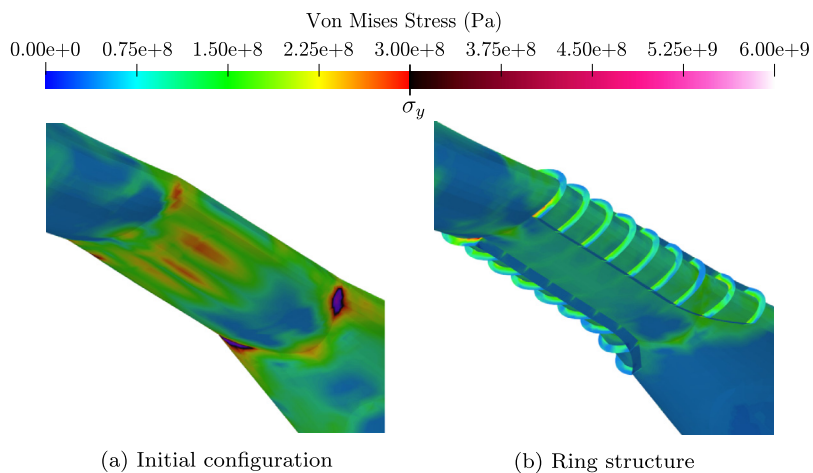 Von Mises Stress (Pa)
0.00e+0 0.75e+8 1.50e+8 2.25e+8 3.00e+8 3.75e+8 4.50e+8 5.25e+9 6.00e+9
σy
(a) Initial configuration
(b) Ring structure